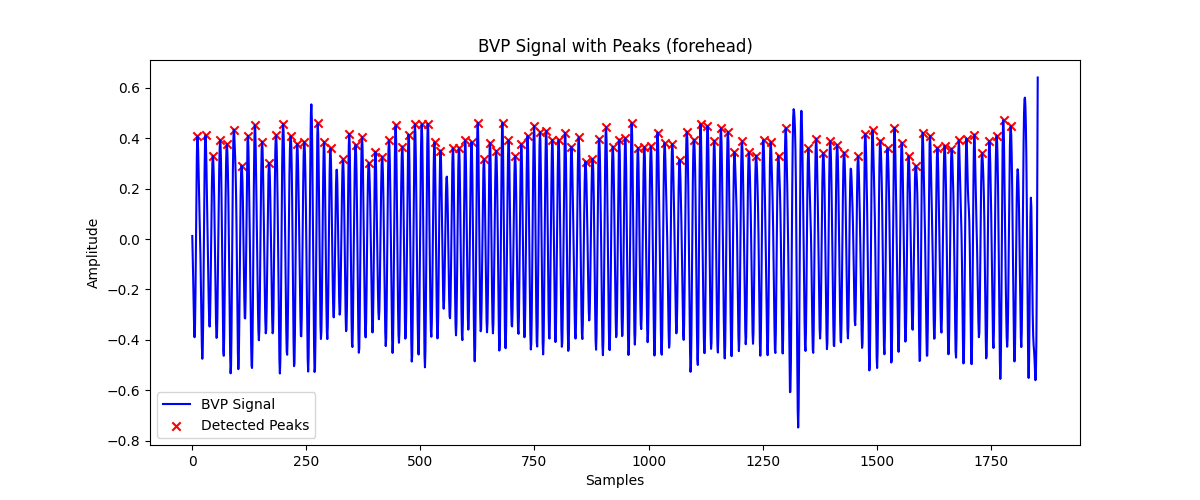 BVP Signal with Peaks (forehead)
0.6
0.4
0.2
0.0
−0.2
−0.4
−0.6
−0.8
Amplitude
BVP Signal
Detected Peaks
0 250 500 750 1000 1250 1500 1750
Samples